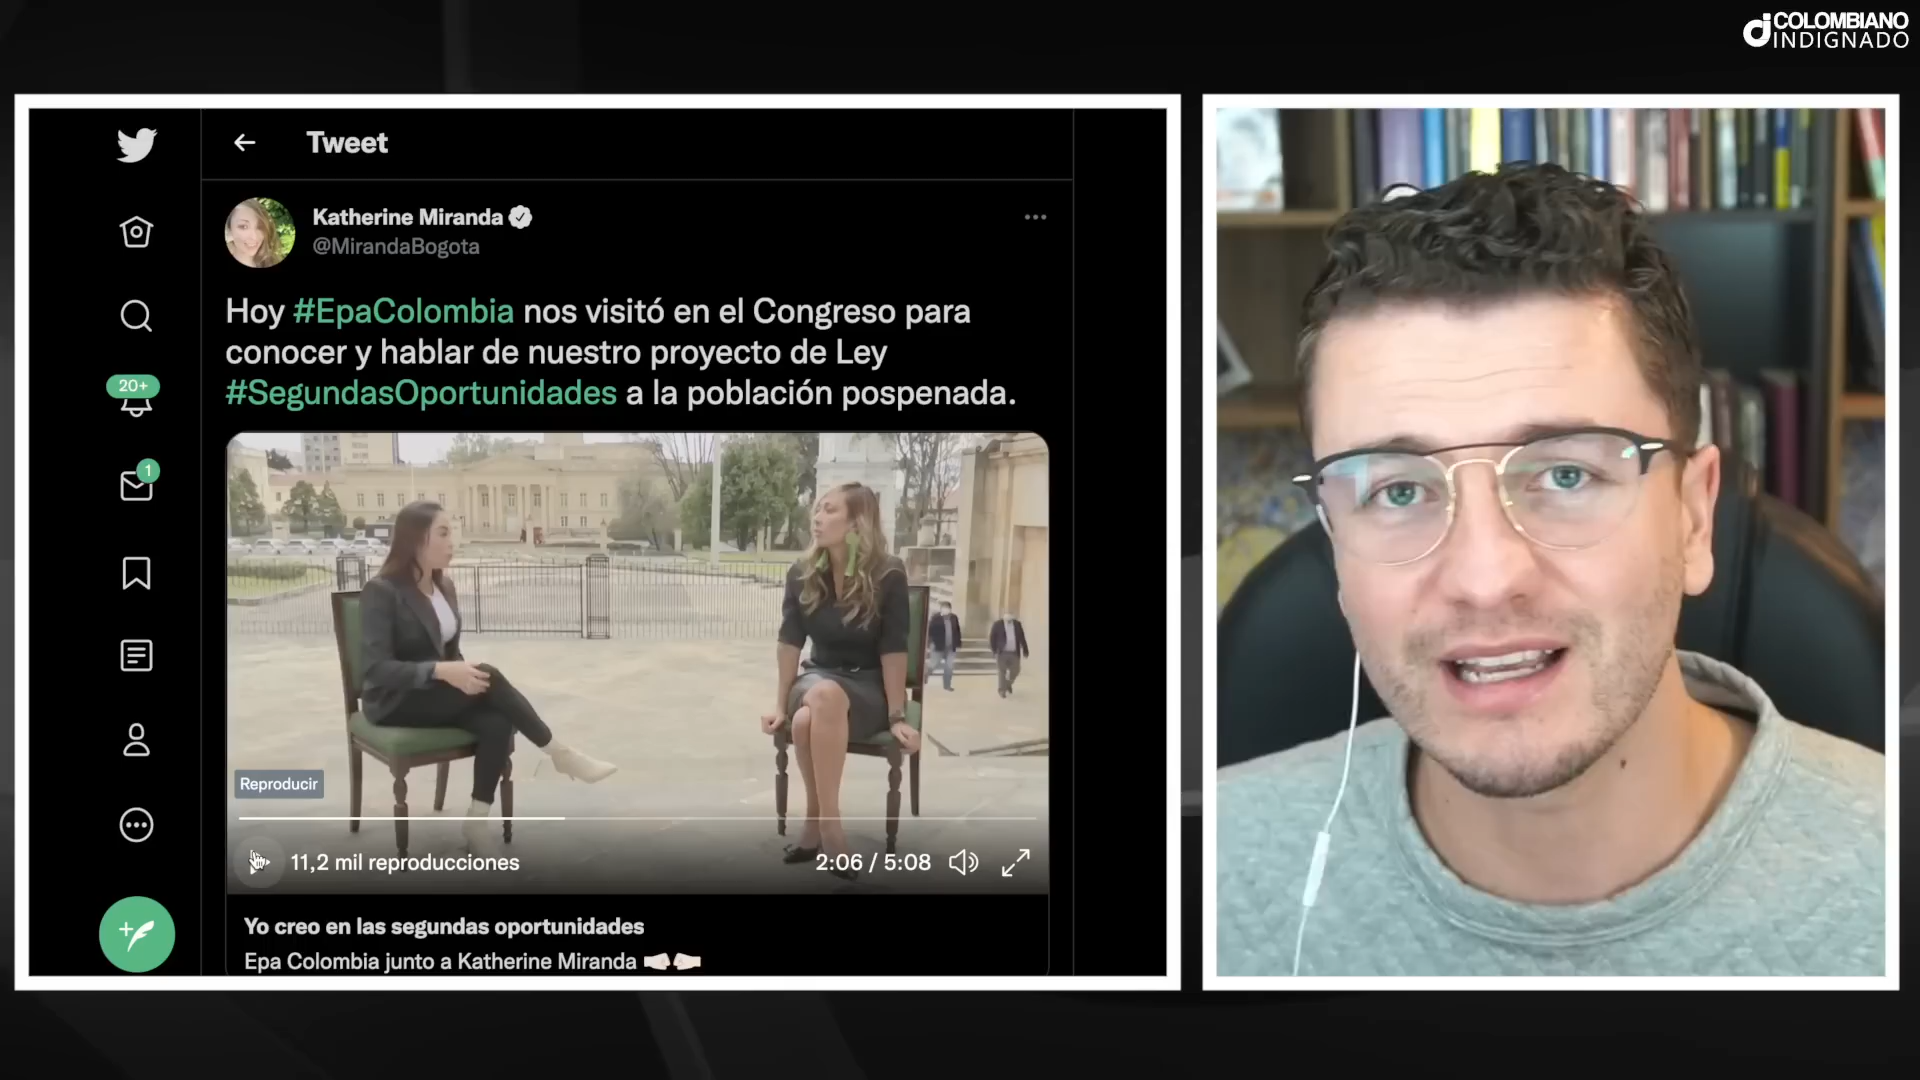 COLOMBIANO
INDIGNADO
Tweet
Katherine Miranda
@MirandaBogota
Hoy #EpaColombia nos visitó en el Congreso para
conocer y hablar de nuestro proyecto de Ley
#SegundasOportunidades a la población pospenada.
20+
1
Reproducir
11,2 mil reproducciones
2:06 / 5:08
Yo creo en las segundas oportunidades
Epa Colombia junto a Katherine Miranda